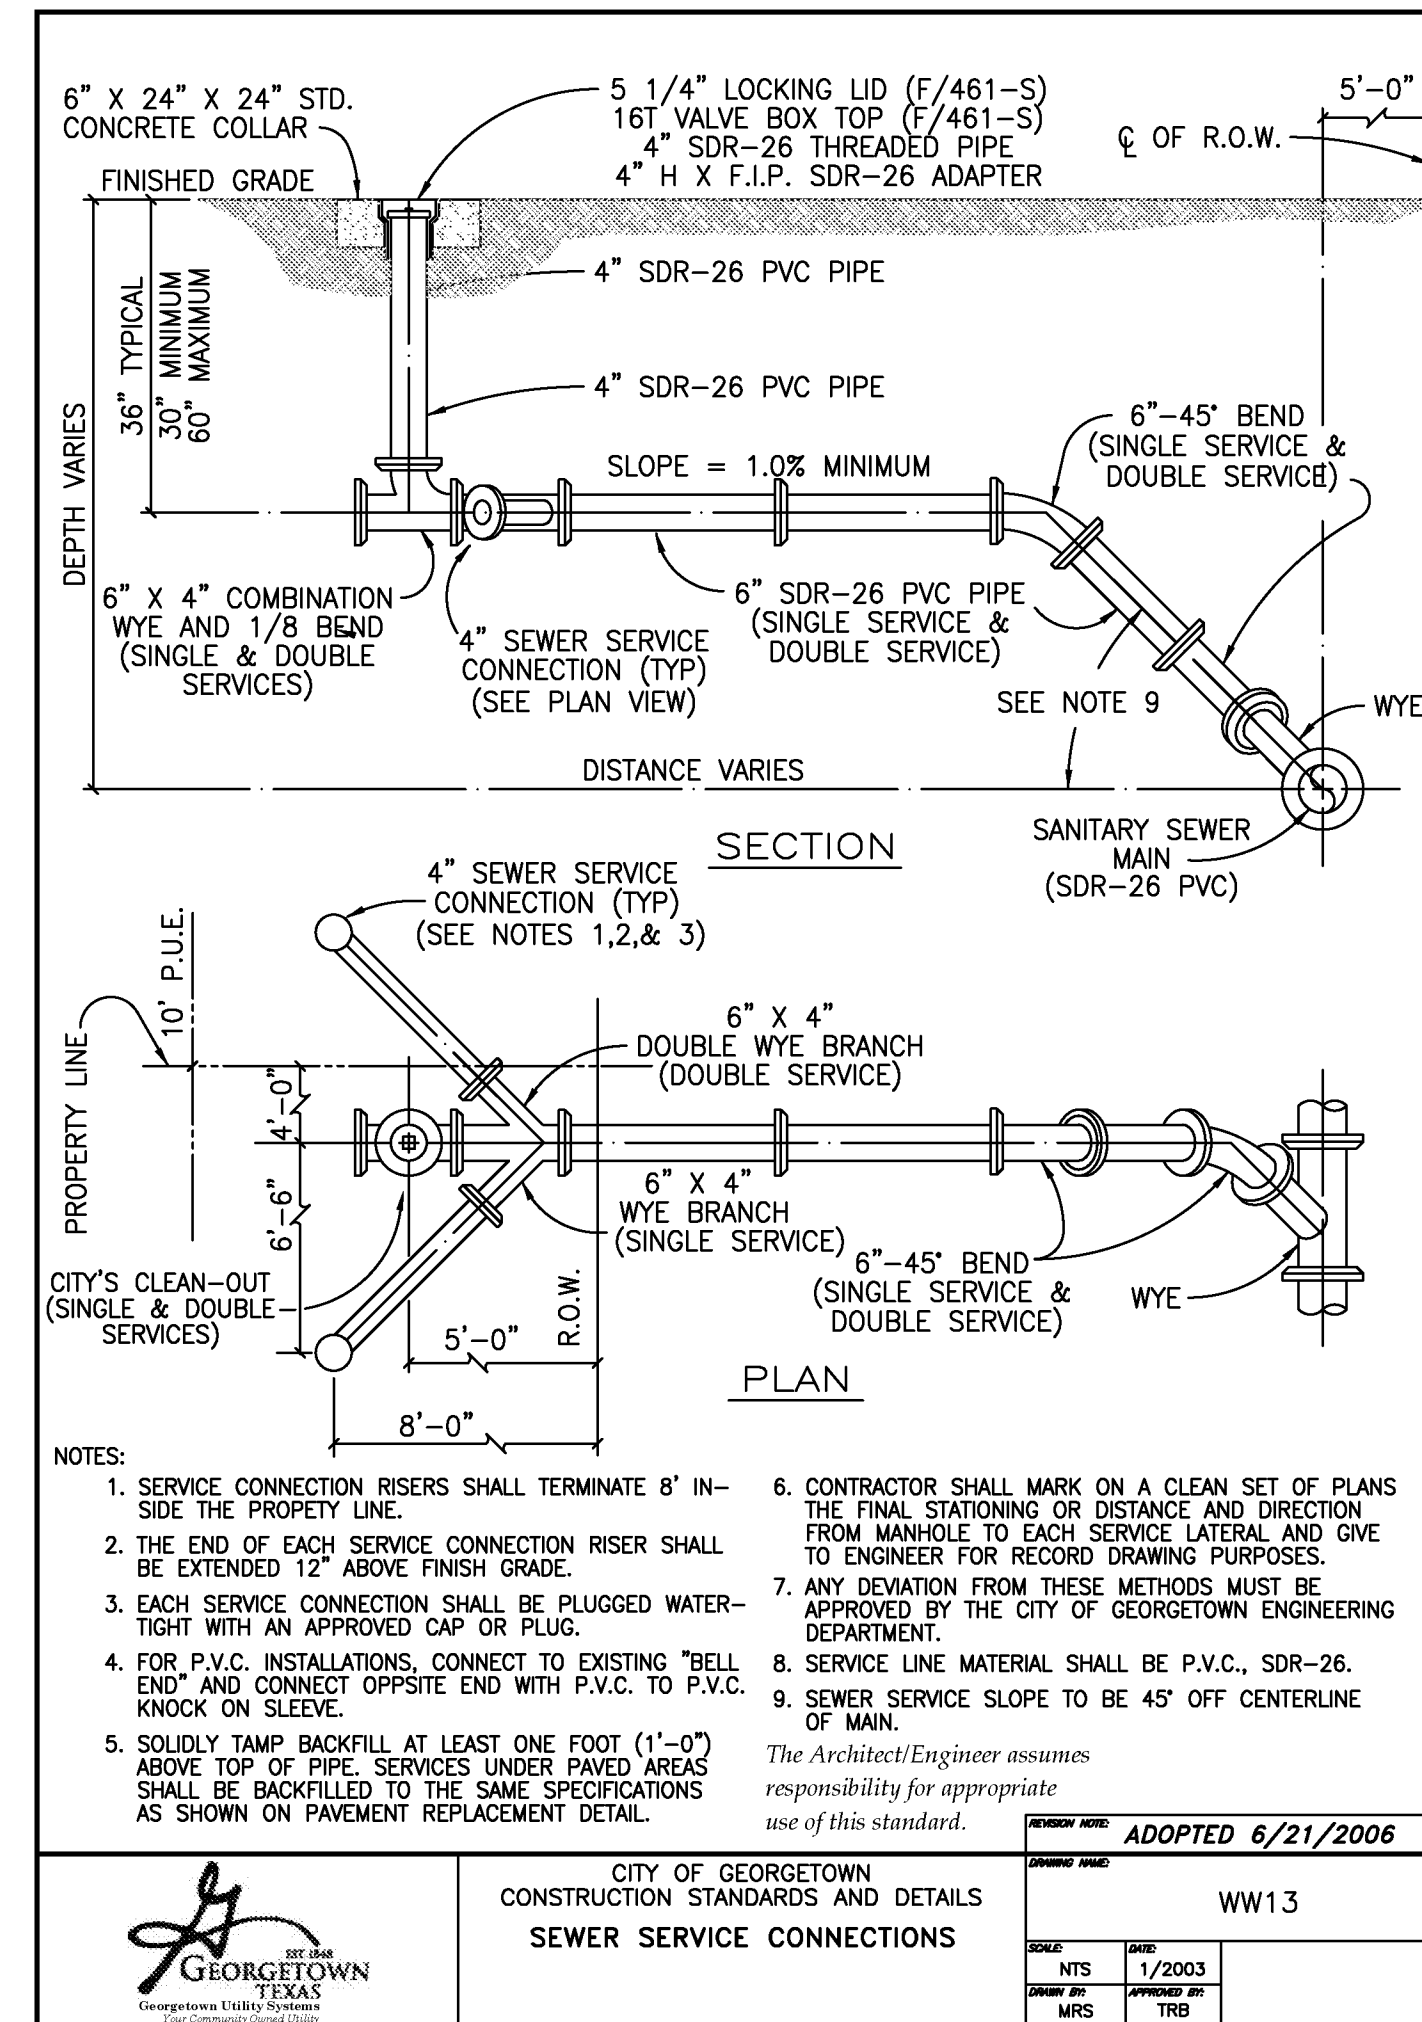 6" X 24" X 24" STD.
CONCRETE COLLAR
5 1/4" LOCKING LID (F/461-S)
16T VALVE BOX TOP (F/461-S)
4" SDR-26 THREADED PIPE
4" H X F.I.P. SDR-26 ADAPTER
5'-0"
℄ OF R.O.W.
FINISHED GRADE
4" SDR-26 PVC PIPE
36" TYPICAL
30" MINIMUM
60" MAXIMUM
DEPTH VARIES
4" SDR-26 PVC PIPE
6"-45° BEND
(SINGLE SERVICE &
DOUBLE SERVICE)
SLOPE = 1.0% MINIMUM
6" X 4" COMBINATION
WYE AND 1/8 BEND
(SINGLE & DOUBLE
SERVICES)
4" SEWER SERVICE
CONNECTION (TYP)
(SEE PLAN VIEW)
6" SDR-26 PVC PIPE
(SINGLE SERVICE &
DOUBLE SERVICE)
SEE NOTE 9
WYE
DISTANCE VARIES
SANITARY SEWER
MAIN
(SDR-26 PVC)
SECTION
4" SEWER SERVICE
CONNECTION (TYP)
(SEE NOTES 1,2,& 3)
10' P.U.E.
PROPERTY LINE
6" X 4"
DOUBLE WYE BRANCH
(DOUBLE SERVICE)
4'-0"
6'-6"
6" X 4"
WYE BRANCH
(SINGLE SERVICE)
CITY'S CLEAN-OUT
(SINGLE & DOUBLE
SERVICES)
R.O.W.
6"-45° BEND
(SINGLE SERVICE &
DOUBLE SERVICE)
WYE
5'-0"
8'-0"
PLAN
NOTES:
1. SERVICE CONNECTION RISERS SHALL TERMINATE 8' IN-
SIDE THE PROPETY LINE.
2. THE END OF EACH SERVICE CONNECTION RISER SHALL
BE EXTENDED 12" ABOVE FINISH GRADE.
3. EACH SERVICE CONNECTION SHALL BE PLUGGED WATER-
TIGHT WITH AN APPROVED CAP OR PLUG.
4. FOR P.V.C. INSTALLATIONS, CONNECT TO EXISTING "BELL
END" AND CONNECT OPPSITE END WITH P.V.C. TO P.V.C.
KNOCK ON SLEEVE.
5. SOLIDLY TAMP BACKFILL AT LEAST ONE FOOT (1'-0")
ABOVE TOP OF PIPE. SERVICES UNDER PAVED AREAS
SHALL BE BACKFILLED TO THE SAME SPECIFICATIONS
AS SHOWN ON PAVEMENT REPLACEMENT DETAIL.
6. CONTRACTOR SHALL MARK ON A CLEAN SET OF PLANS
THE FINAL STATIONING OR DISTANCE AND DIRECTION
FROM MANHOLE TO EACH SERVICE LATERAL AND GIVE
TO ENGINEER FOR RECORD DRAWING PURPOSES.
7. ANY DEVIATION FROM THESE METHODS MUST BE
APPROVED BY THE CITY OF GEORGETOWN ENGINEERING
DEPARTMENT.
8. SERVICE LINE MATERIAL SHALL BE P.V.C., SDR-26.
9. SEWER SERVICE SLOPE TO BE 45° OFF CENTERLINE
OF MAIN.
The Architect/Engineer assumes
responsibility for appropriate
use of this standard.
REVISION NOTE:
ADOPTED 6/21/2006
EST 1848
GEORGETOWN
TEXAS
Georgetown Utility Systems
Your Community Owned Utility
CITY OF GEORGETOWN
CONSTRUCTION STANDARDS AND DETAILS
SEWER SERVICE CONNECTIONS
DRAWING NAME:
WW13
SCALE:
NTS
DATE:
1/2003
DRAWN BY:
MRS
APPROVED BY:
TRB